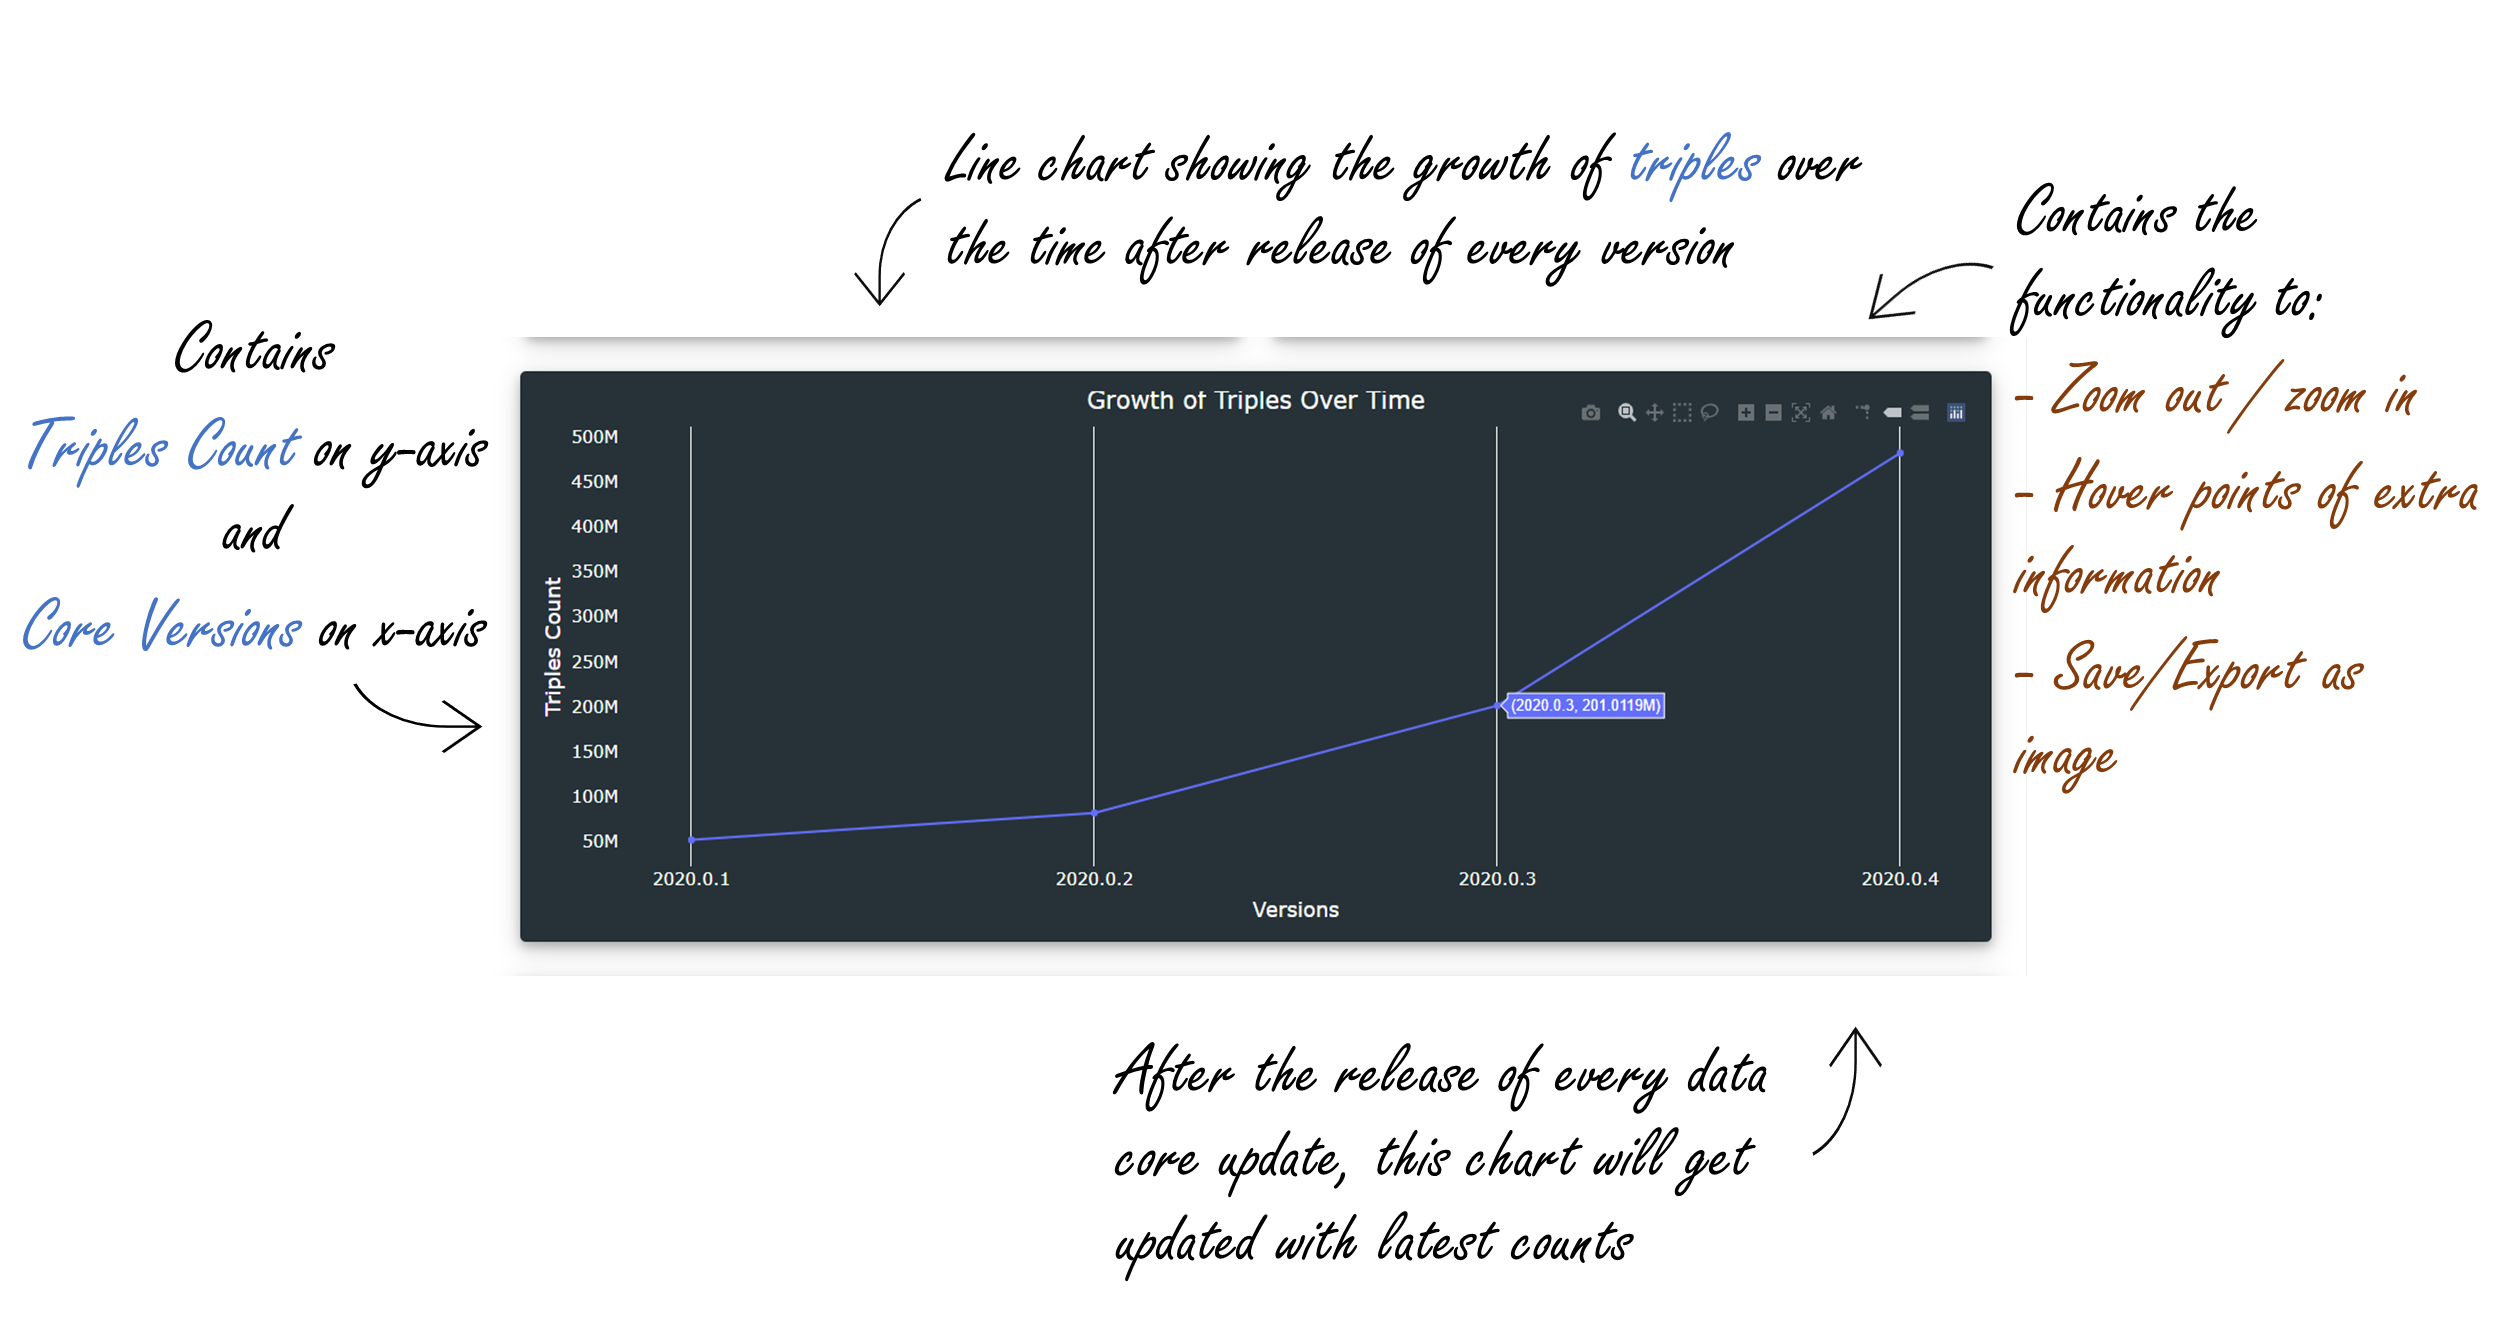 Line chart showing the growth of triples over
the time after release of every version
Contains the
functionality to:
- Zoom out / zoom in
- Hover points of extra
information
- Save/Export as
image
Contains
Triples Count on y-axis
and
Core Versions on x-axis
Growth of Triples Over Time
Triples Count
500M
450M
400M
350M
300M
250M
200M
150M
100M
50M
(2020.0.3, 201.0119M)
2020.0.1 2020.0.2 2020.0.3 2020.0.4
Versions
After the release of every data
core update, this chart will get
updated with latest counts